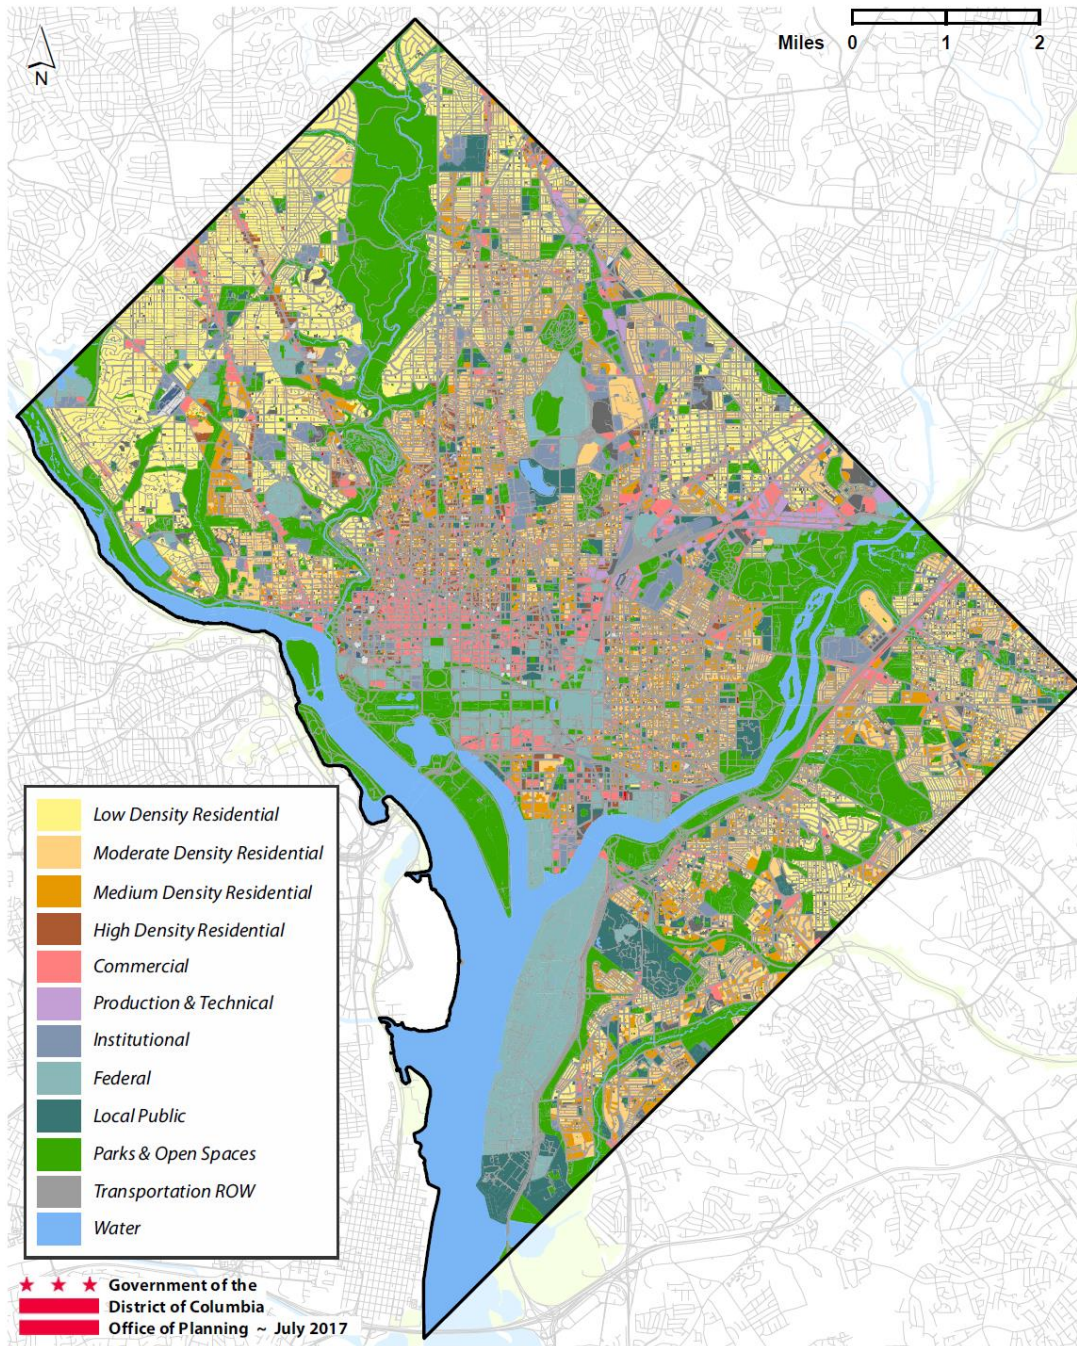 Miles 0 1 2
N
Low Density Residential
Moderate Density Residential
Medium Density Residential
High Density Residential
Commercial
Production & Technical
Institutional
Federal
Local Public
Parks & Open Spaces
Transportation ROW
Water
Government of the
District of Columbia
Office of Planning ~ July 2017